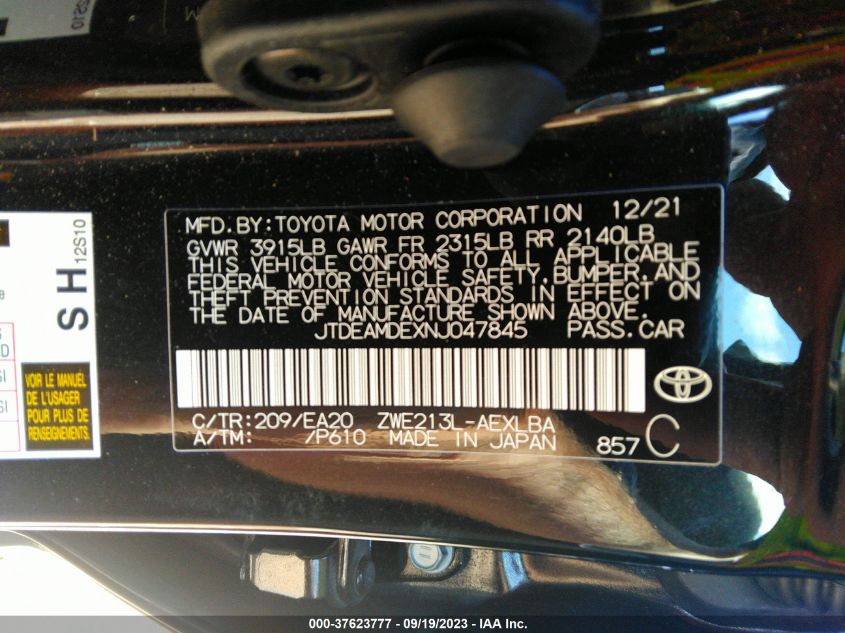 MFD.BY:TOYOTA MOTOR CORPORATION 12/21
GVWR 3915LB GAWR FR 2315LB RR 2140LB
THIS VEHICLE CONFORMS TO ALL APPLICABLE
FEDERAL MOTOR VEHICLE SAFETY, BUMPER, AND
THEFT PREVENTION STANDARDS IN EFFECT ON
THE DATE OF MANUFACTURE SHOWN ABOVE.
JTDEAMDEXNJ047845 PASS.CAR
C/TR:209/EA20 ZWE213L-AEXLBA
A/TM: /P610 MADE IN JAPAN 857 C
SH
12S10
VOIR LE MANUEL
DE L'USAGER
POUR PLUS DE
RENSEIGNEMENTS
000-37623777 - 09/19/2023 - IAA Inc.